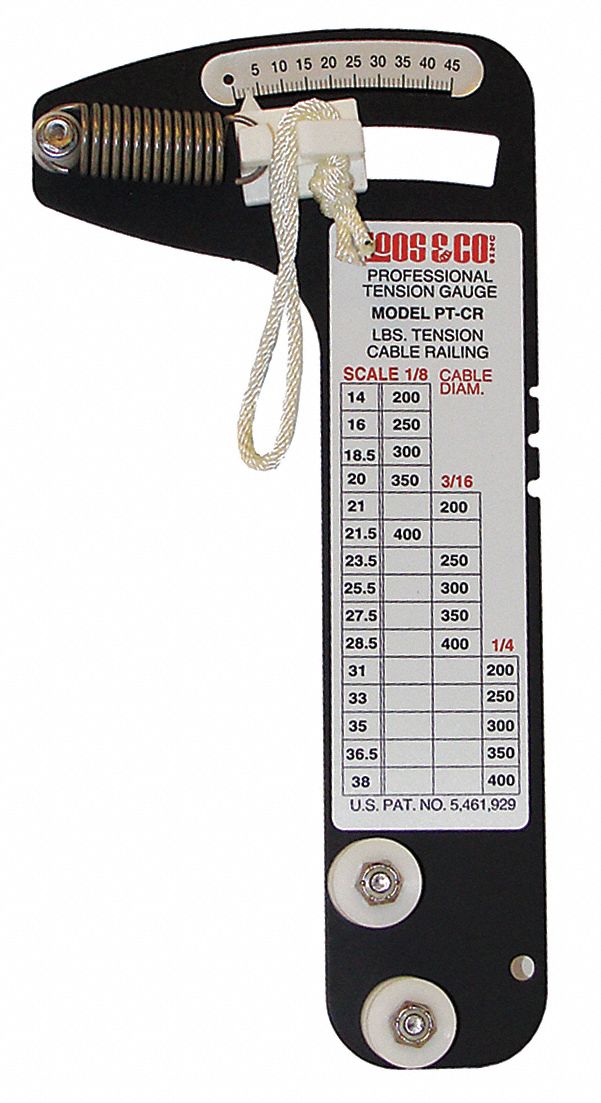 5 10 15 20 25 30 35 40 45
LOOS & CO. INC
PROFESSIONAL
TENSION GAUGE
MODEL PT-CR
LBS. TENSION
CABLE RAILING
SCALE 1/8 CABLE
DIAM.
14 200
16 250
18.5 300
20 350 3/16
21 200
21.5 400
23.5 250
25.5 300
27.5 350
28.5 400 1/4
31 200
33 250
35 300
36.5 350
38 400
U.S. PAT. NO. 5,461,929